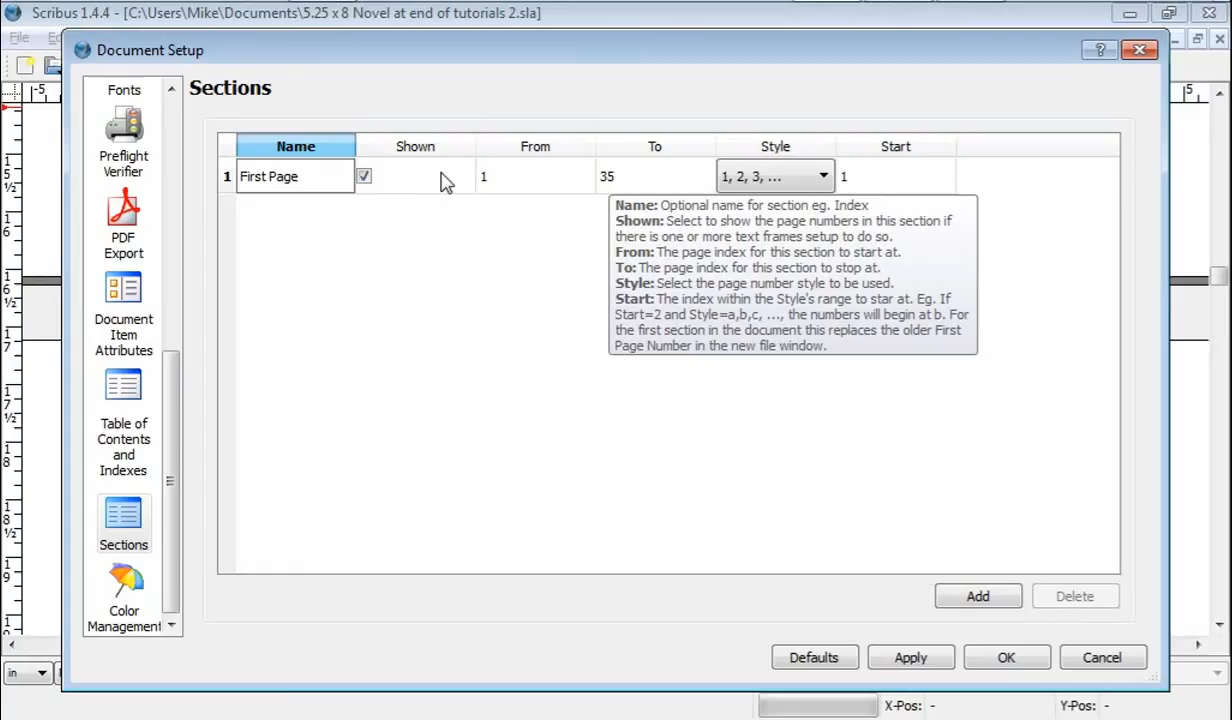 Scribus 1.4.4 - [C:\Users\Mike\Documents\5.25 x 8 Novel at end of tutorials 2.sla]
File
Document Setup
Fonts
Preflight
Verifier
PDF
Export
Document
Item
Attributes
Table of
Contents
and
Indexes
Sections
Color
Management
Sections
Name Shown From To Style Start
1 First Page 1 35 1, 2, 3, ... 1
Name: Optional name for section eg. Index
Shown: Select to show the page numbers in this section if
there is one or more text frames setup to do so.
From: The page index for this section to start at.
To: The page index for this section to stop at.
Style: Select the page number style to be used.
Start: The index within the Style's range to star at. Eg. If
Start=2 and Style=a,b,c, ..., the numbers will begin at b. For
the first section in the document this replaces the older First
Page Number in the new file window.
Add Delete
Defaults Apply OK Cancel
in
X-Pos: - Y-Pos: -